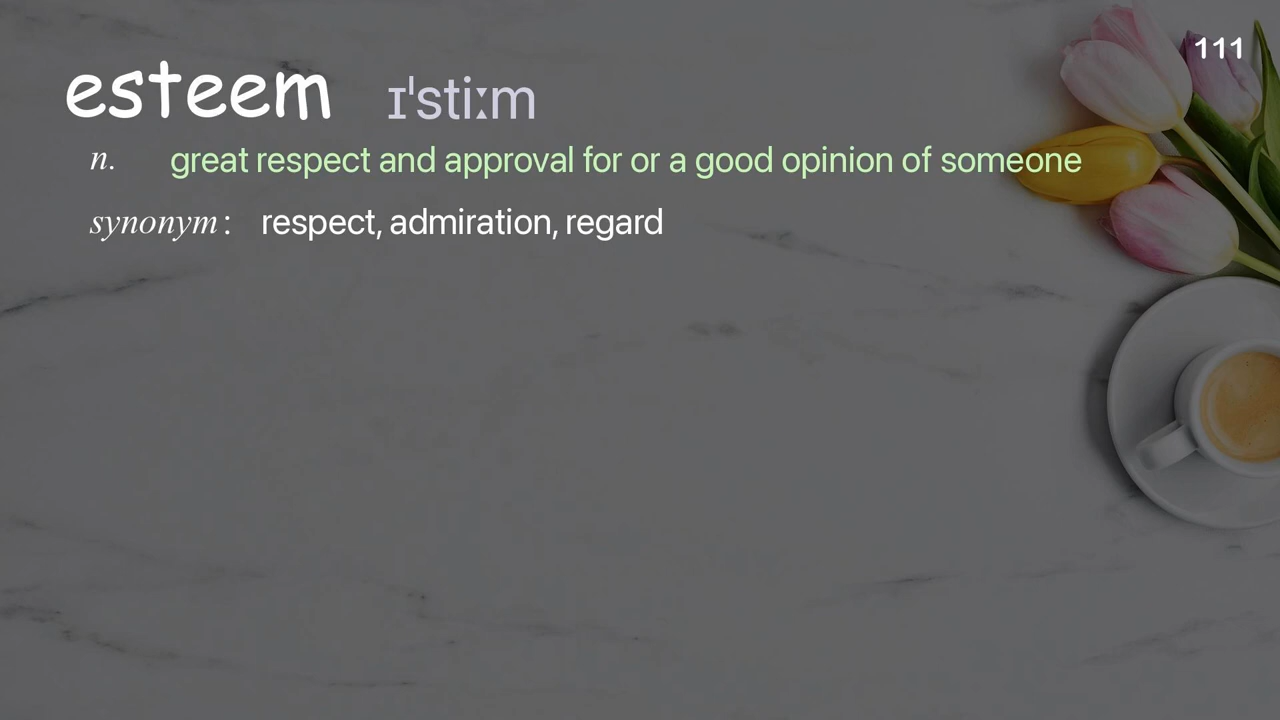 111
esteem ɪˈstiːm
n. great respect and approval for or a good opinion of someone
synonym: respect, admiration, regard